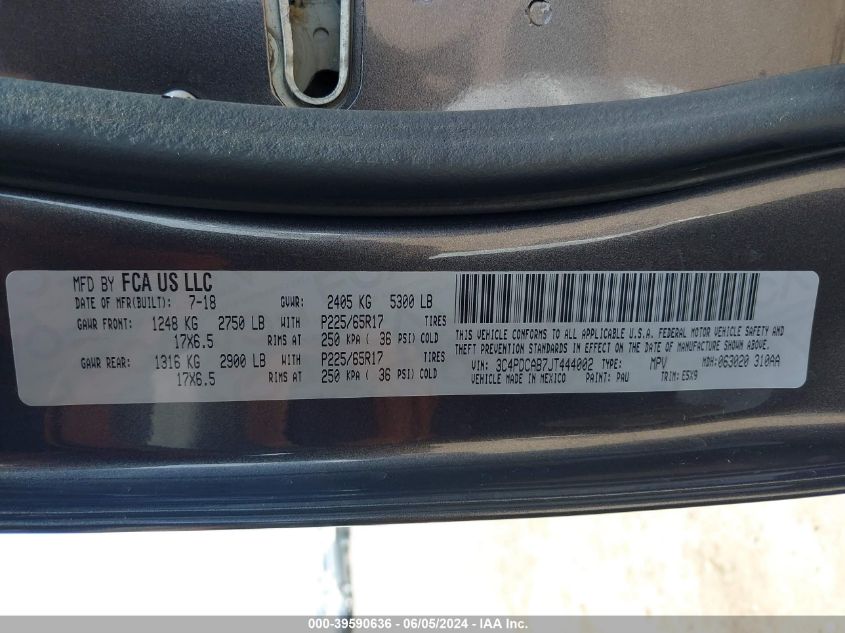 MFD BY FCA US LLC
DATE OF MFR(BUILT): 7-18 GVWR: 2405 KG 5300 LB
GAWR FRONT: 1248 KG 2750 LB WITH P225/65R17 TIRES
17X6.5 RIMS AT 250 KPA ( 36 PSI) COLD
GAWR REAR: 1316 KG 2900 LB WITH P225/65R17 TIRES
17X6.5 RIMS AT 250 KPA ( 36 PSI) COLD
THIS VEHICLE CONFORMS TO ALL APPLICABLE U.S.A. FEDERAL MOTOR VEHICLE SAFETY AND
THEFT PREVENTION STANDARDS IN EFFECT ON THE DATE OF MANUFACTURE SHOWN ABOVE.
VIN: 3C4PDCAB7JT444002 TYPE: MPV MDH: 063020 310AA
VEHICLE MADE IN MEXICO PAINT: PAU TRIM: E5X9
000-39590636 - 06/05/2024 - IAA Inc.